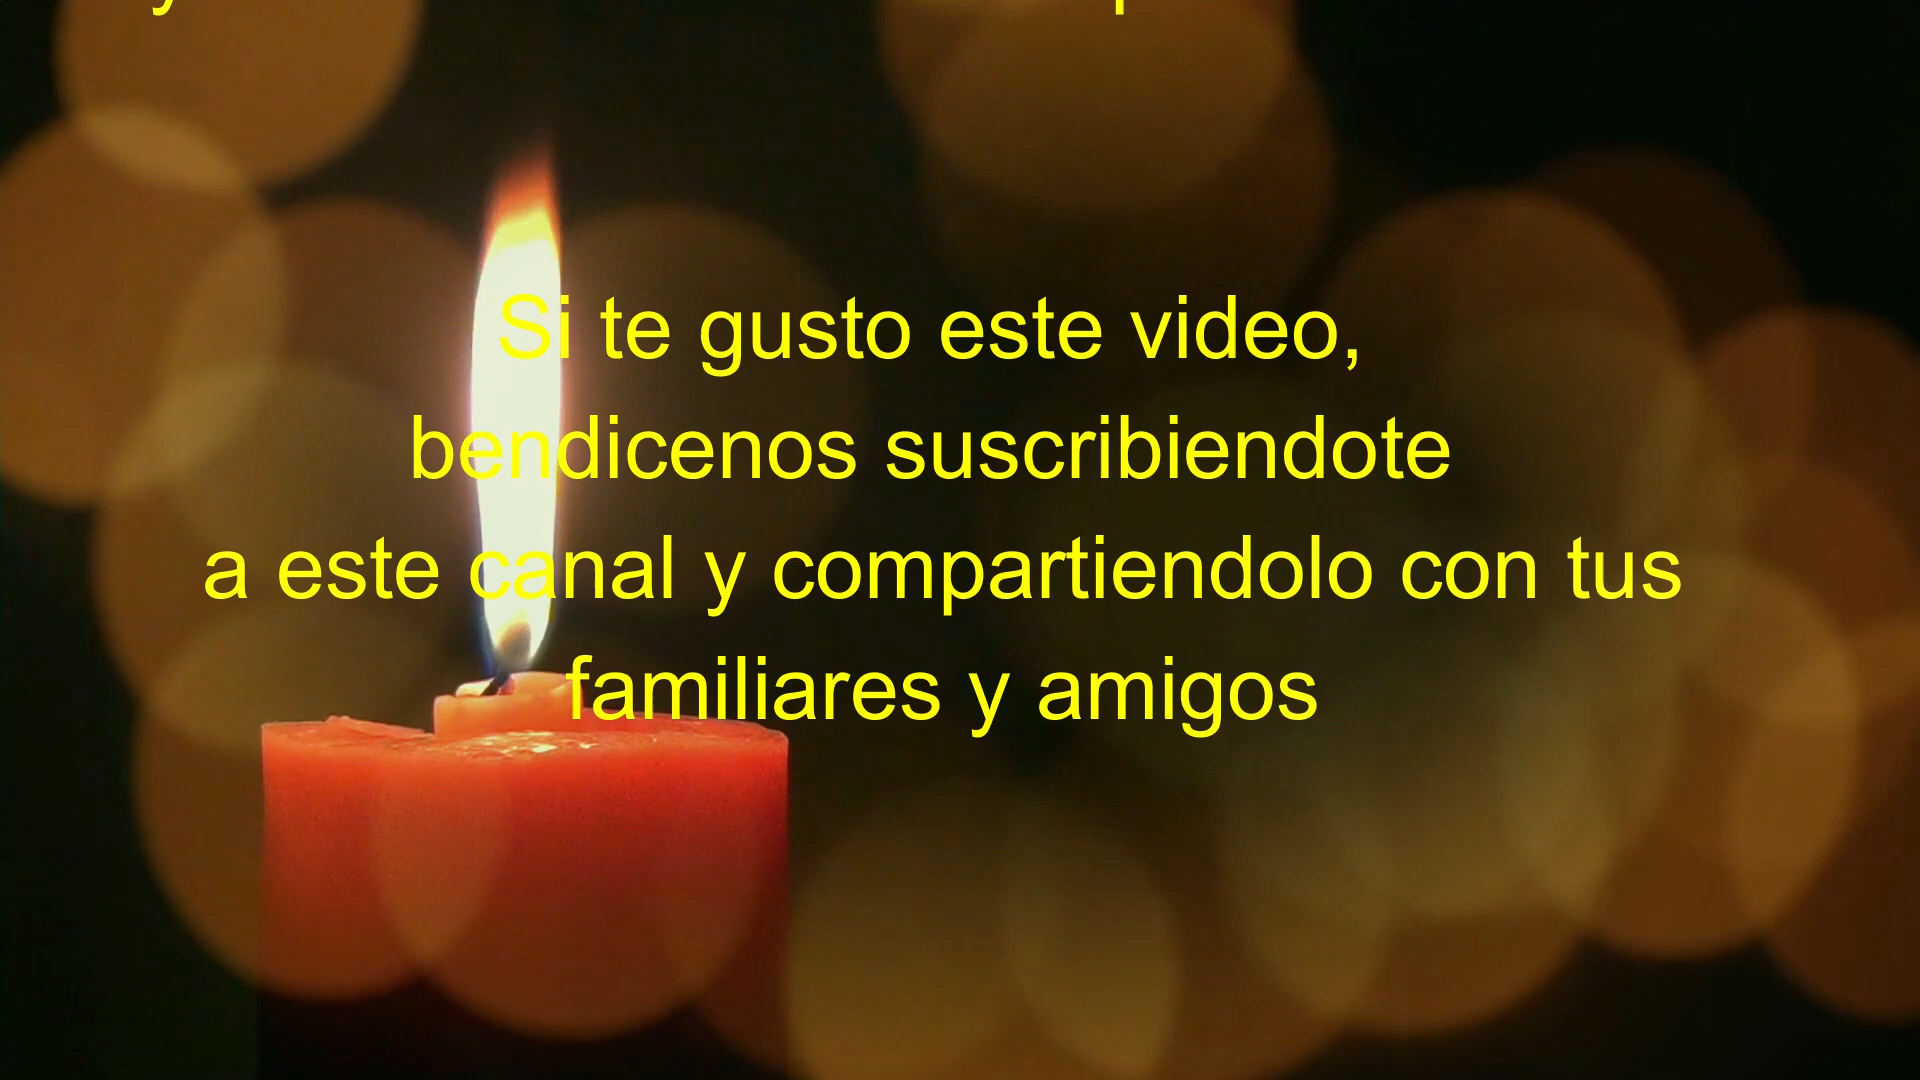 Si te gusto este video,
bendicenos suscribiendote
a este canal y compartiendolo con tus
familiares y amigos